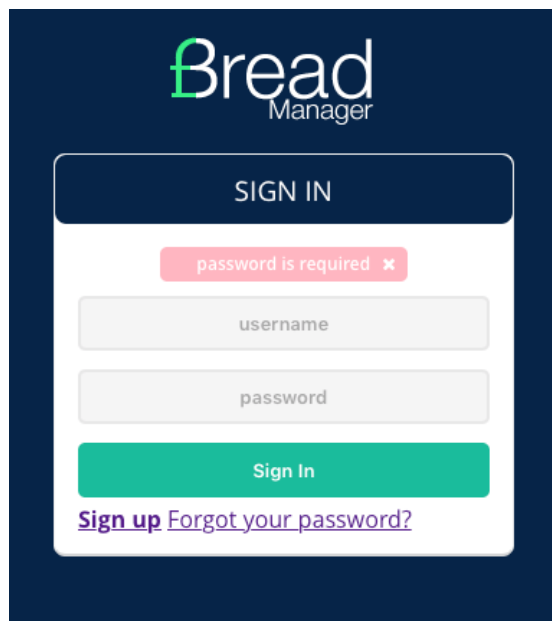 Bread
Manager
SIGN IN
password is required ✖
username
password
Sign In
Sign up Forgot your password?